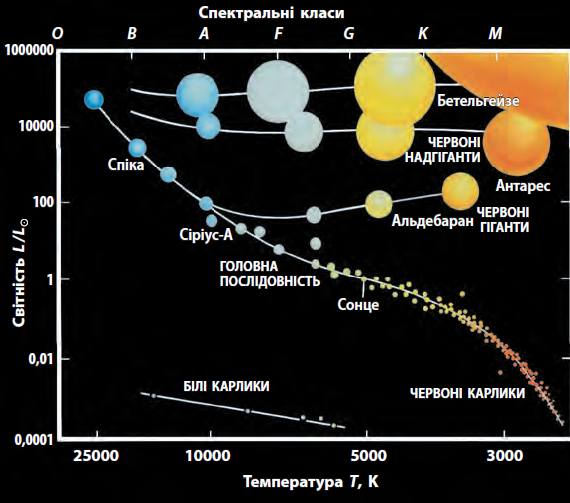 Спектральні класи
O B A F G K M
1000000
Бетельгейзе
10000
ЧЕРВОНІ
НАДГІГАНТИ
Спіка
Антарес
100
Альдебаран
ЧЕРВОНІ
ГІГАНТИ
Сіріус-А
ГОЛОВНА
ПОСЛІДОВНІСТЬ
1
Сонце
Світність L/L☉
0,01
БІЛІ КАРЛИКИ
ЧЕРВОНІ КАРЛИКИ
0,0001
25000 10000 5000 3000
Температура T, К